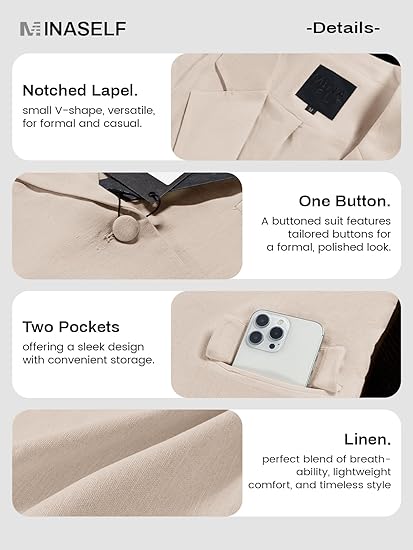 MINASELF
-Details-
Notched Lapel.
small V-shape, versatile,
for formal and casual.
M
One Button.
A buttoned suit features
tailored buttons for
a formal, polished look.
Two Pockets
offering a sleek design
with convenient storage.
Linen.
perfect blend of breath-
ability, lightweight
comfort, and timeless style